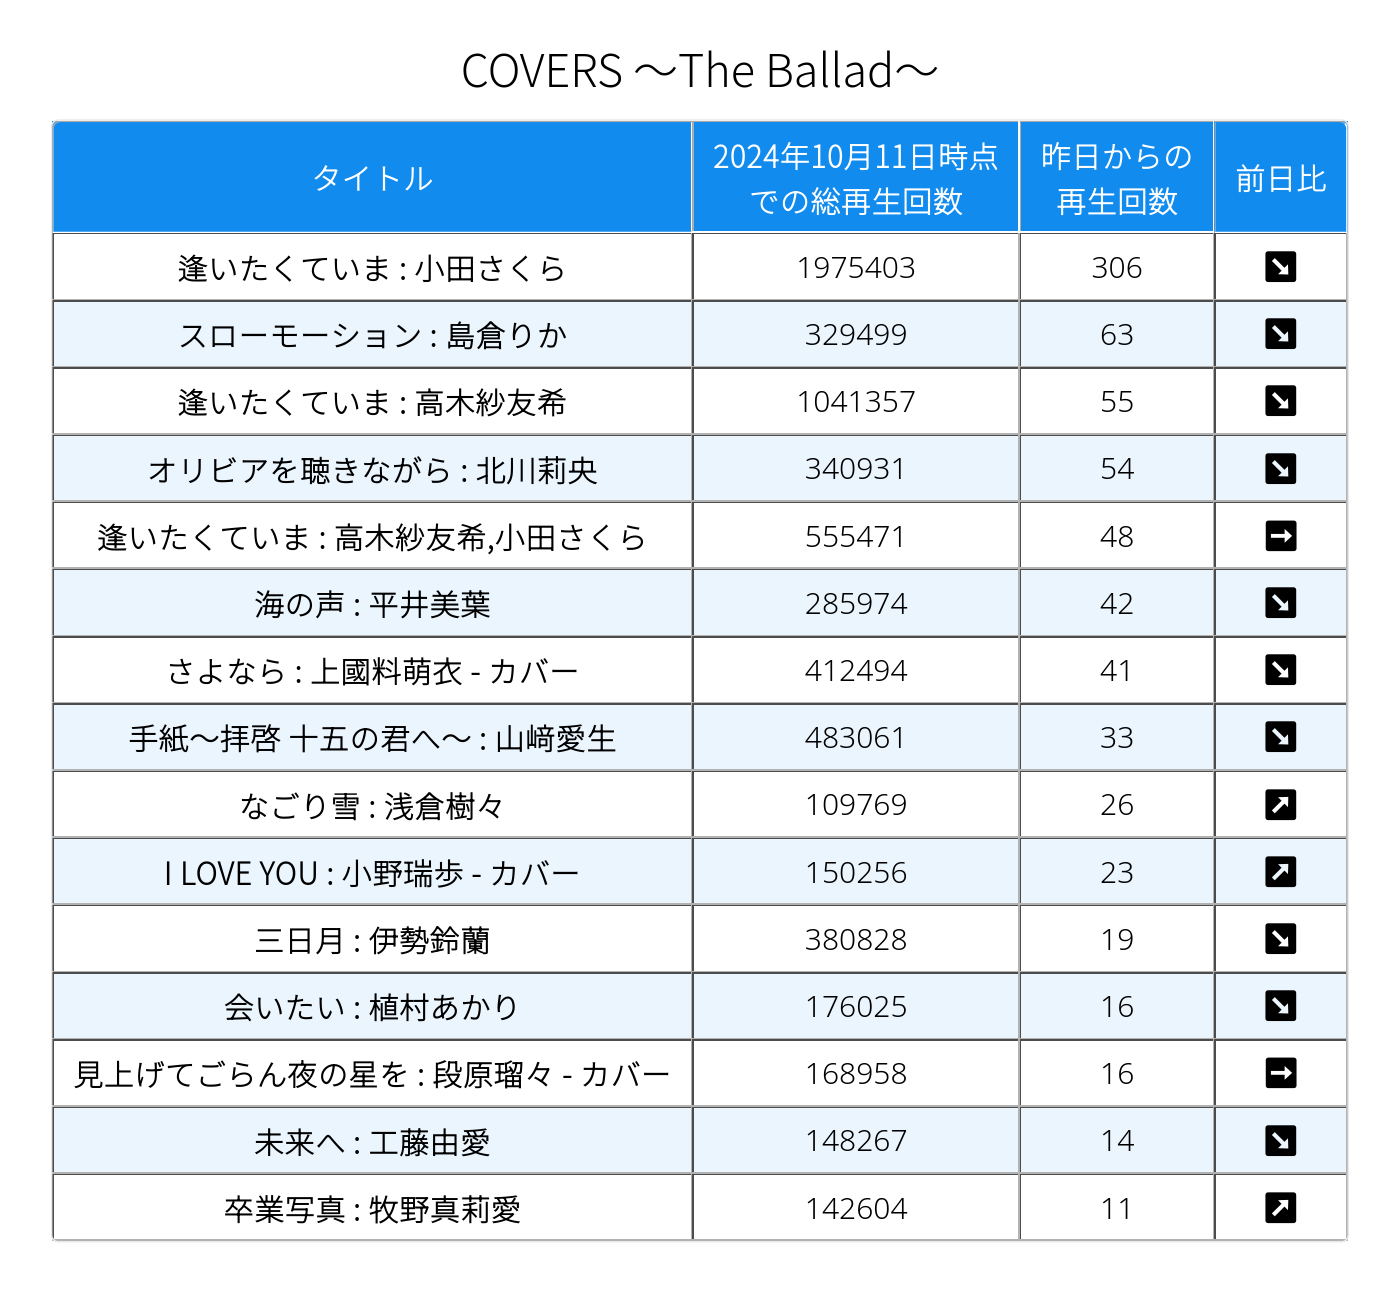 COVERS ～The Ballad～
タイトル 2024年10月11日時点 昨日からの 前日比
での総再生回数 再生回数
逢いたくていま : 小田さくら 1975403 306 ↘
スローモーション : 島倉りか 329499 63 ↘
逢いたくていま : 高木紗友希 1041357 55 ↘
オリビアを聴きながら : 北川莉央 340931 54 ↘
逢いたくていま : 高木紗友希,小田さくら 555471 48 →
海の声 : 平井美葉 285974 42 ↘
さよなら : 上國料萌衣 - カバー 412494 41 ↘
手紙～拝啓 十五の君へ～ : 山﨑愛生 483061 33 ↘
なごり雪 : 浅倉樹々 109769 26 ↗
I LOVE YOU : 小野瑞歩 - カバー 150256 23 ↗
三日月 : 伊勢鈴蘭 380828 19 ↘
会いたい : 植村あかり 176025 16 ↘
見上げてごらん夜の星を : 段原瑠々 - カバー 168958 16 →
未来へ : 工藤由愛 148267 14 ↘
卒業写真 : 牧野真莉愛 142604 11 ↗